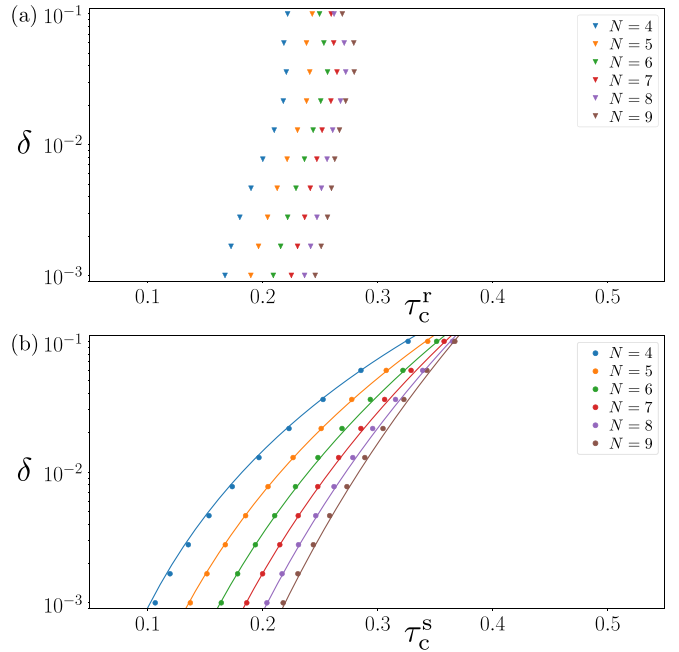 (a)
10⁻¹
10⁻²
10⁻³
δ
N = 4
N = 5
N = 6
N = 7
N = 8
N = 9
0.1 0.2 0.3 0.4 0.5
τ_c^r
(b)
10⁻¹
10⁻²
10⁻³
δ
N = 4
N = 5
N = 6
N = 7
N = 8
N = 9
0.1 0.2 0.3 0.4 0.5
τ_c^s